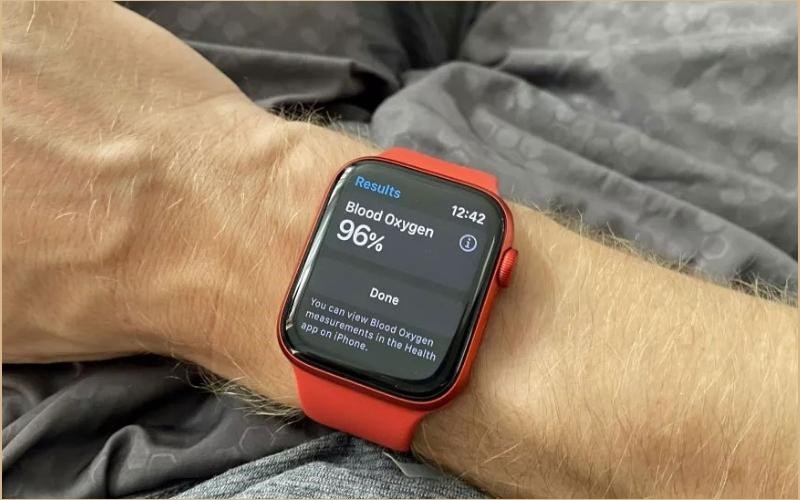 Results
12:42
Blood Oxygen
96%
Done
You can view Blood Oxygen
measurements in the Health
app on iPhone.